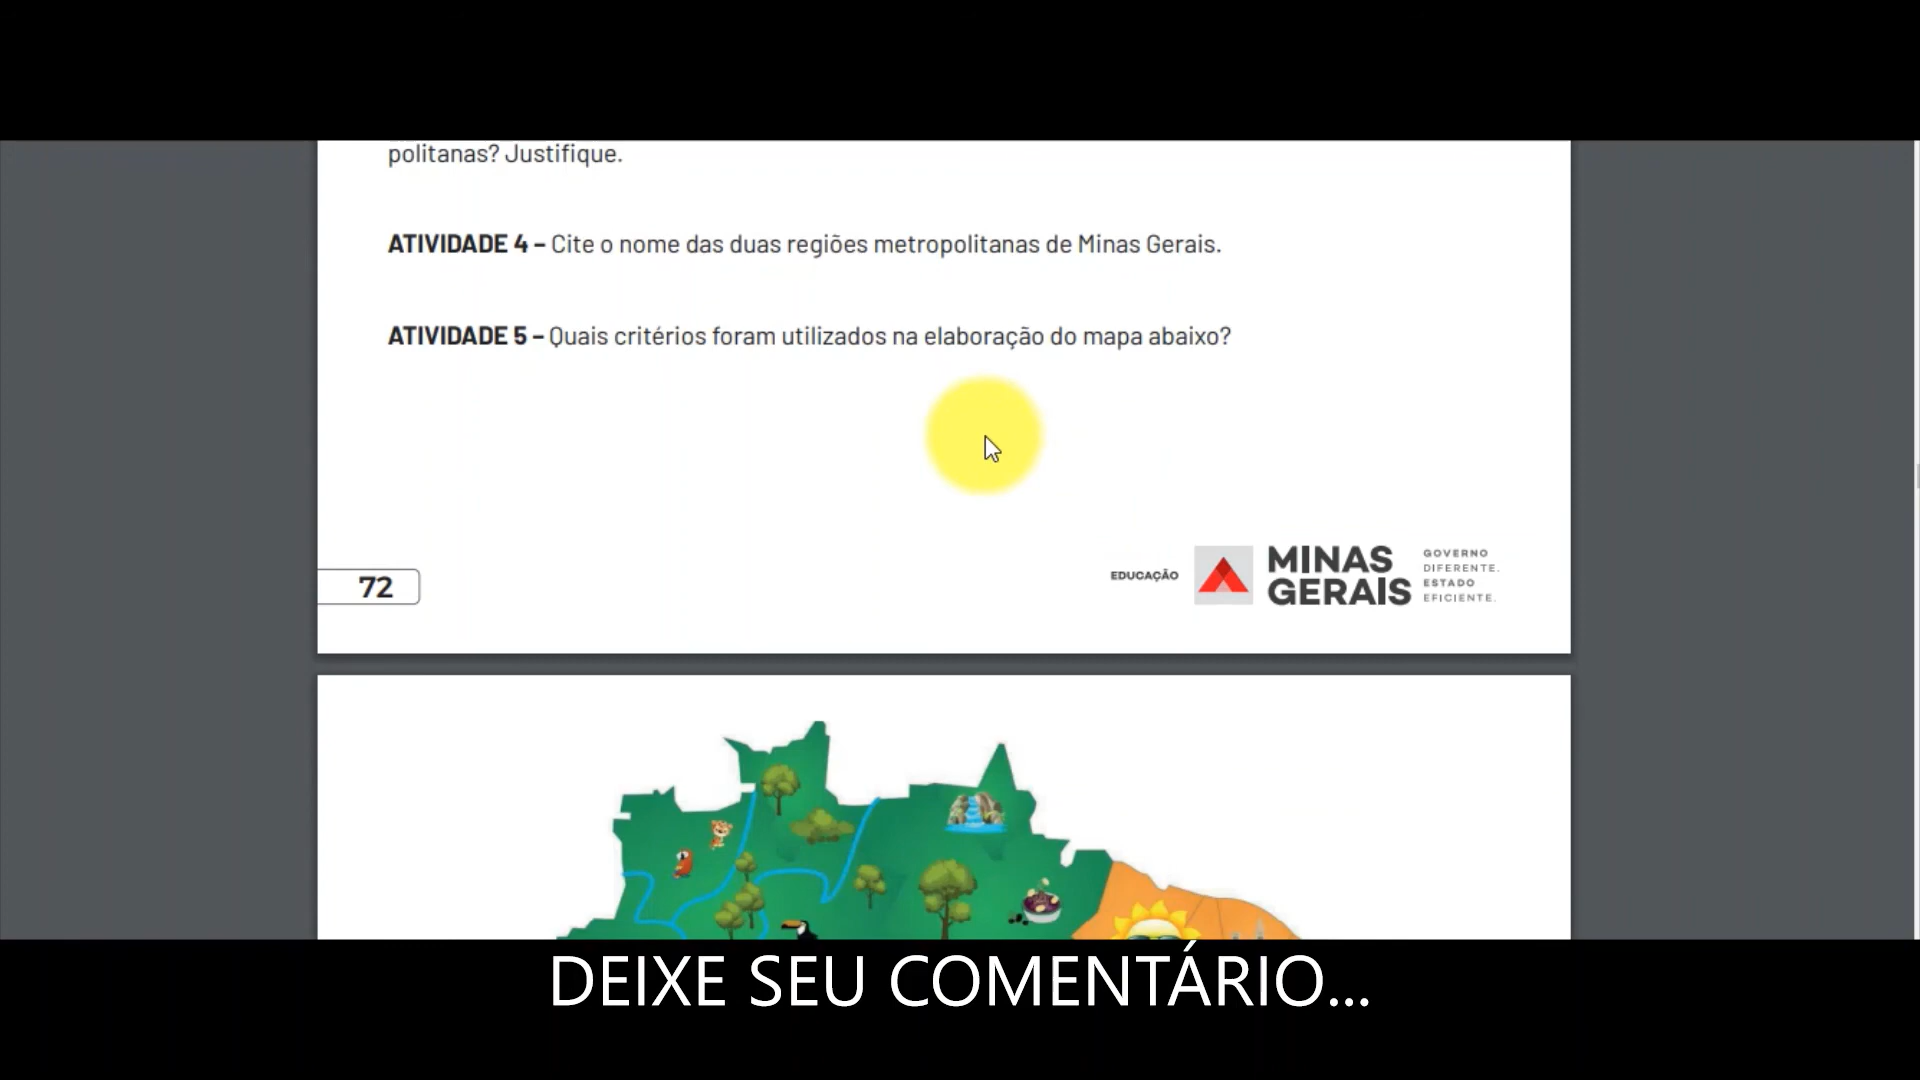 politanas? Justifique.
ATIVIDADE 4 – Cite o nome das duas regiões metropolitanas de Minas Gerais.
ATIVIDADE 5 – Quais critérios foram utilizados na elaboração do mapa abaixo?
72
EDUCAÇÃO
MINAS
GERAIS
GOVERNO
DIFERENTE.
ESTADO
EFICIENTE.
DEIXE SEU COMENTÁRIO...